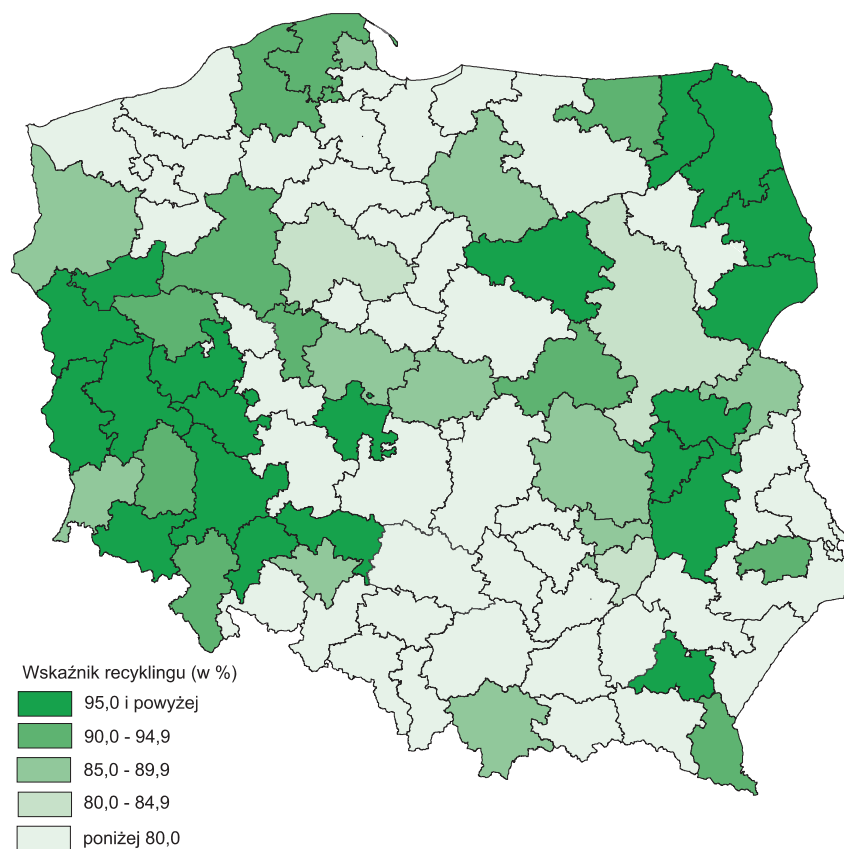 Wskaźnik recyklingu (w %)
95,0 i powyżej
90,0 - 94,9
85,0 - 89,9
80,0 - 84,9
poniżej 80,0